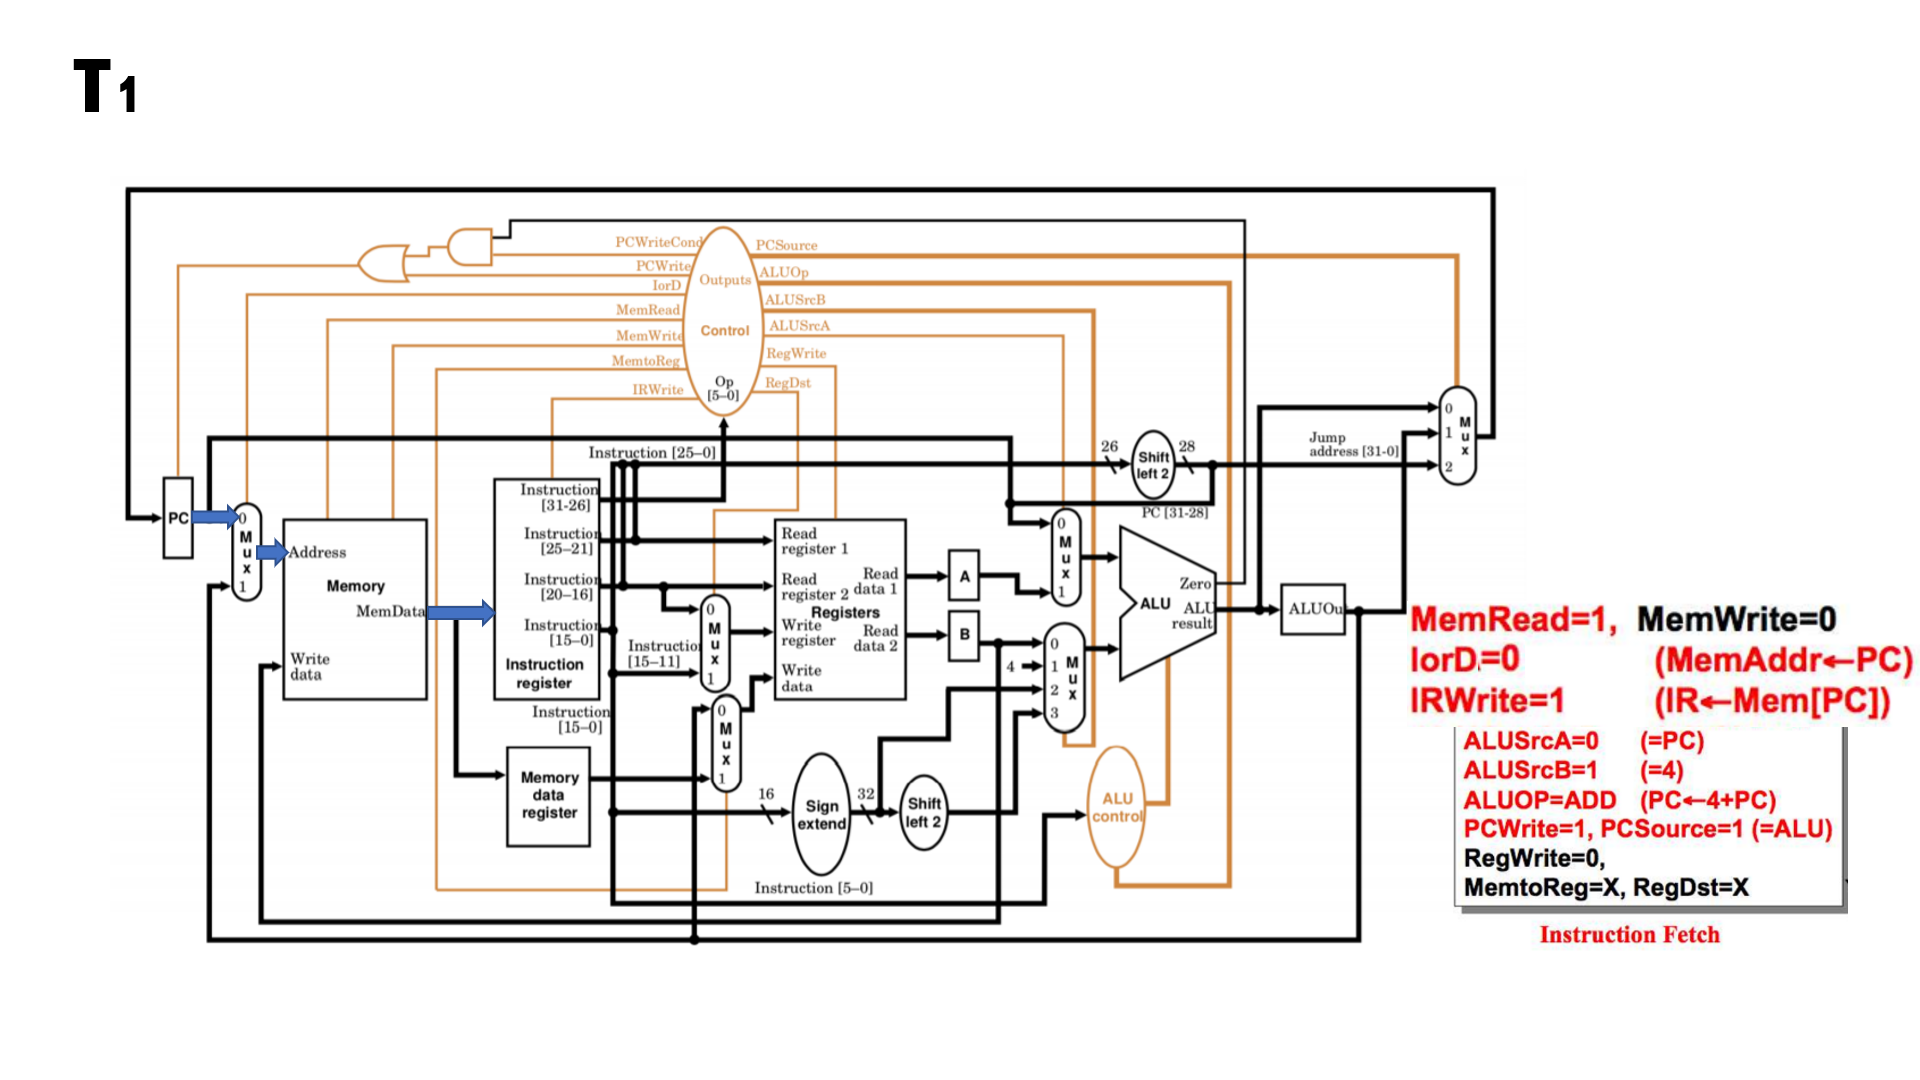 T1
PCWriteCond
PCWrite
IorD
MemRead
MemWrite
MemtoReg
IRWrite
Outputs
Control
Op
[5–0]
PCSource
ALUOp
ALUSrcB
ALUSrcA
RegWrite
RegDst
Instruction [25–0]
26
Shift
left 2
28
Jump
address [31-0]
0
1
2
M
u
x
PC [31-28]
PC
0
M
u
x
1
Address
Memory
MemData
Write
data
Instruction
[31-26]
Instruction
[25–21]
Instruction
[20–16]
Instruction
[15–0]
Instruction
register
Instruction
[15–0]
Memory
data
register
Instruction
[15–11]
0
M
u
x
1
0
M
u
x
1
Read
register 1
Read
register 2
Registers
Write
register
Write
data
Read
data 1
Read
data 2
A
B
0
M
u
x
1
4
0
1
2
3
M
u
x
16
Sign
extend
32
Shift
left 2
Instruction [5–0]
ALU
control
Zero
ALU
ALU
result
ALUOu
MemRead=1, MemWrite=0
IorD=0 (MemAddr←PC)
IRWrite=1 (IR←Mem[PC])
ALUSrcA=0 (=PC)
ALUSrcB=1 (=4)
ALUOP=ADD (PC←4+PC)
PCWrite=1, PCSource=1 (=ALU)
RegWrite=0,
MemtoReg=X, RegDst=X
Instruction Fetch